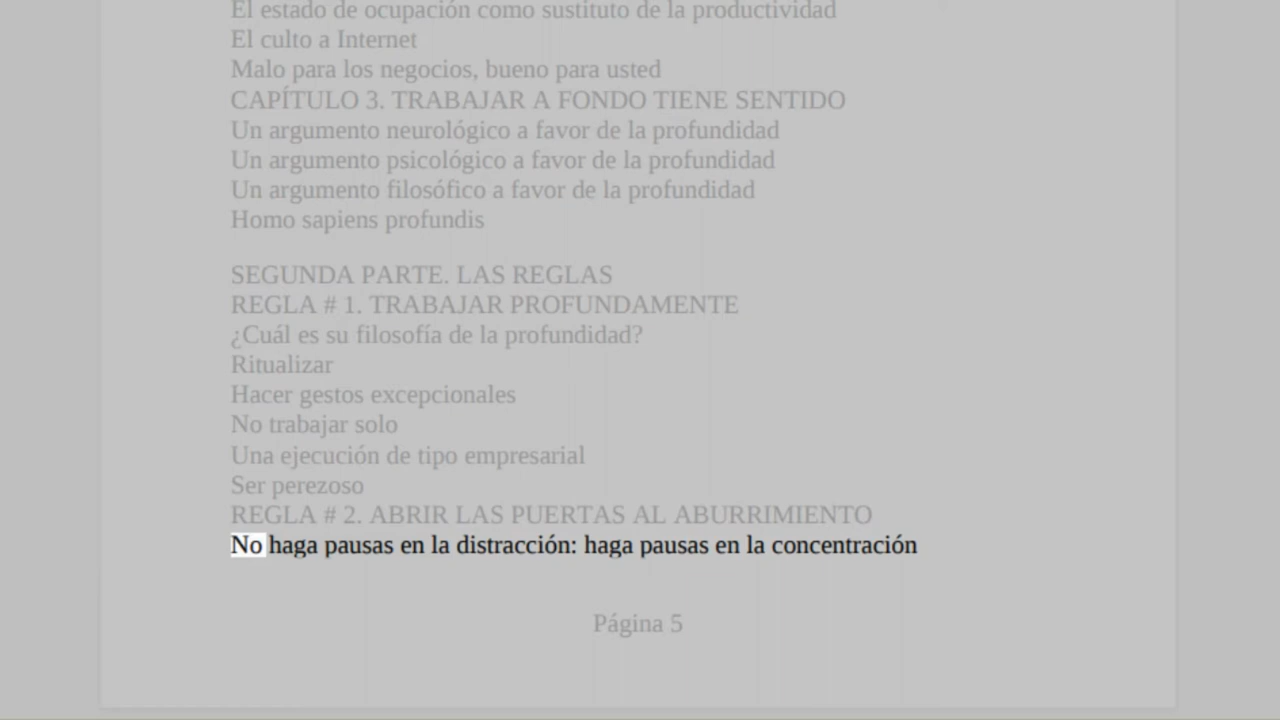 El estado de ocupación como sustituto de la productividad
El culto a Internet
Malo para los negocios, bueno para usted
CAPÍTULO 3. TRABAJAR A FONDO TIENE SENTIDO
Un argumento neurológico a favor de la profundidad
Un argumento psicológico a favor de la profundidad
Un argumento filosófico a favor de la profundidad
Homo sapiens profundis
SEGUNDA PARTE. LAS REGLAS
REGLA # 1. TRABAJAR PROFUNDAMENTE
¿Cuál es su filosofía de la profundidad?
Ritualizar
Hacer gestos excepcionales
No trabajar solo
Una ejecución de tipo empresarial
Ser perezoso
REGLA # 2. ABRIR LAS PUERTAS AL ABURRIMIENTO
No haga pausas en la distracción: haga pausas en la concentración
Página 5